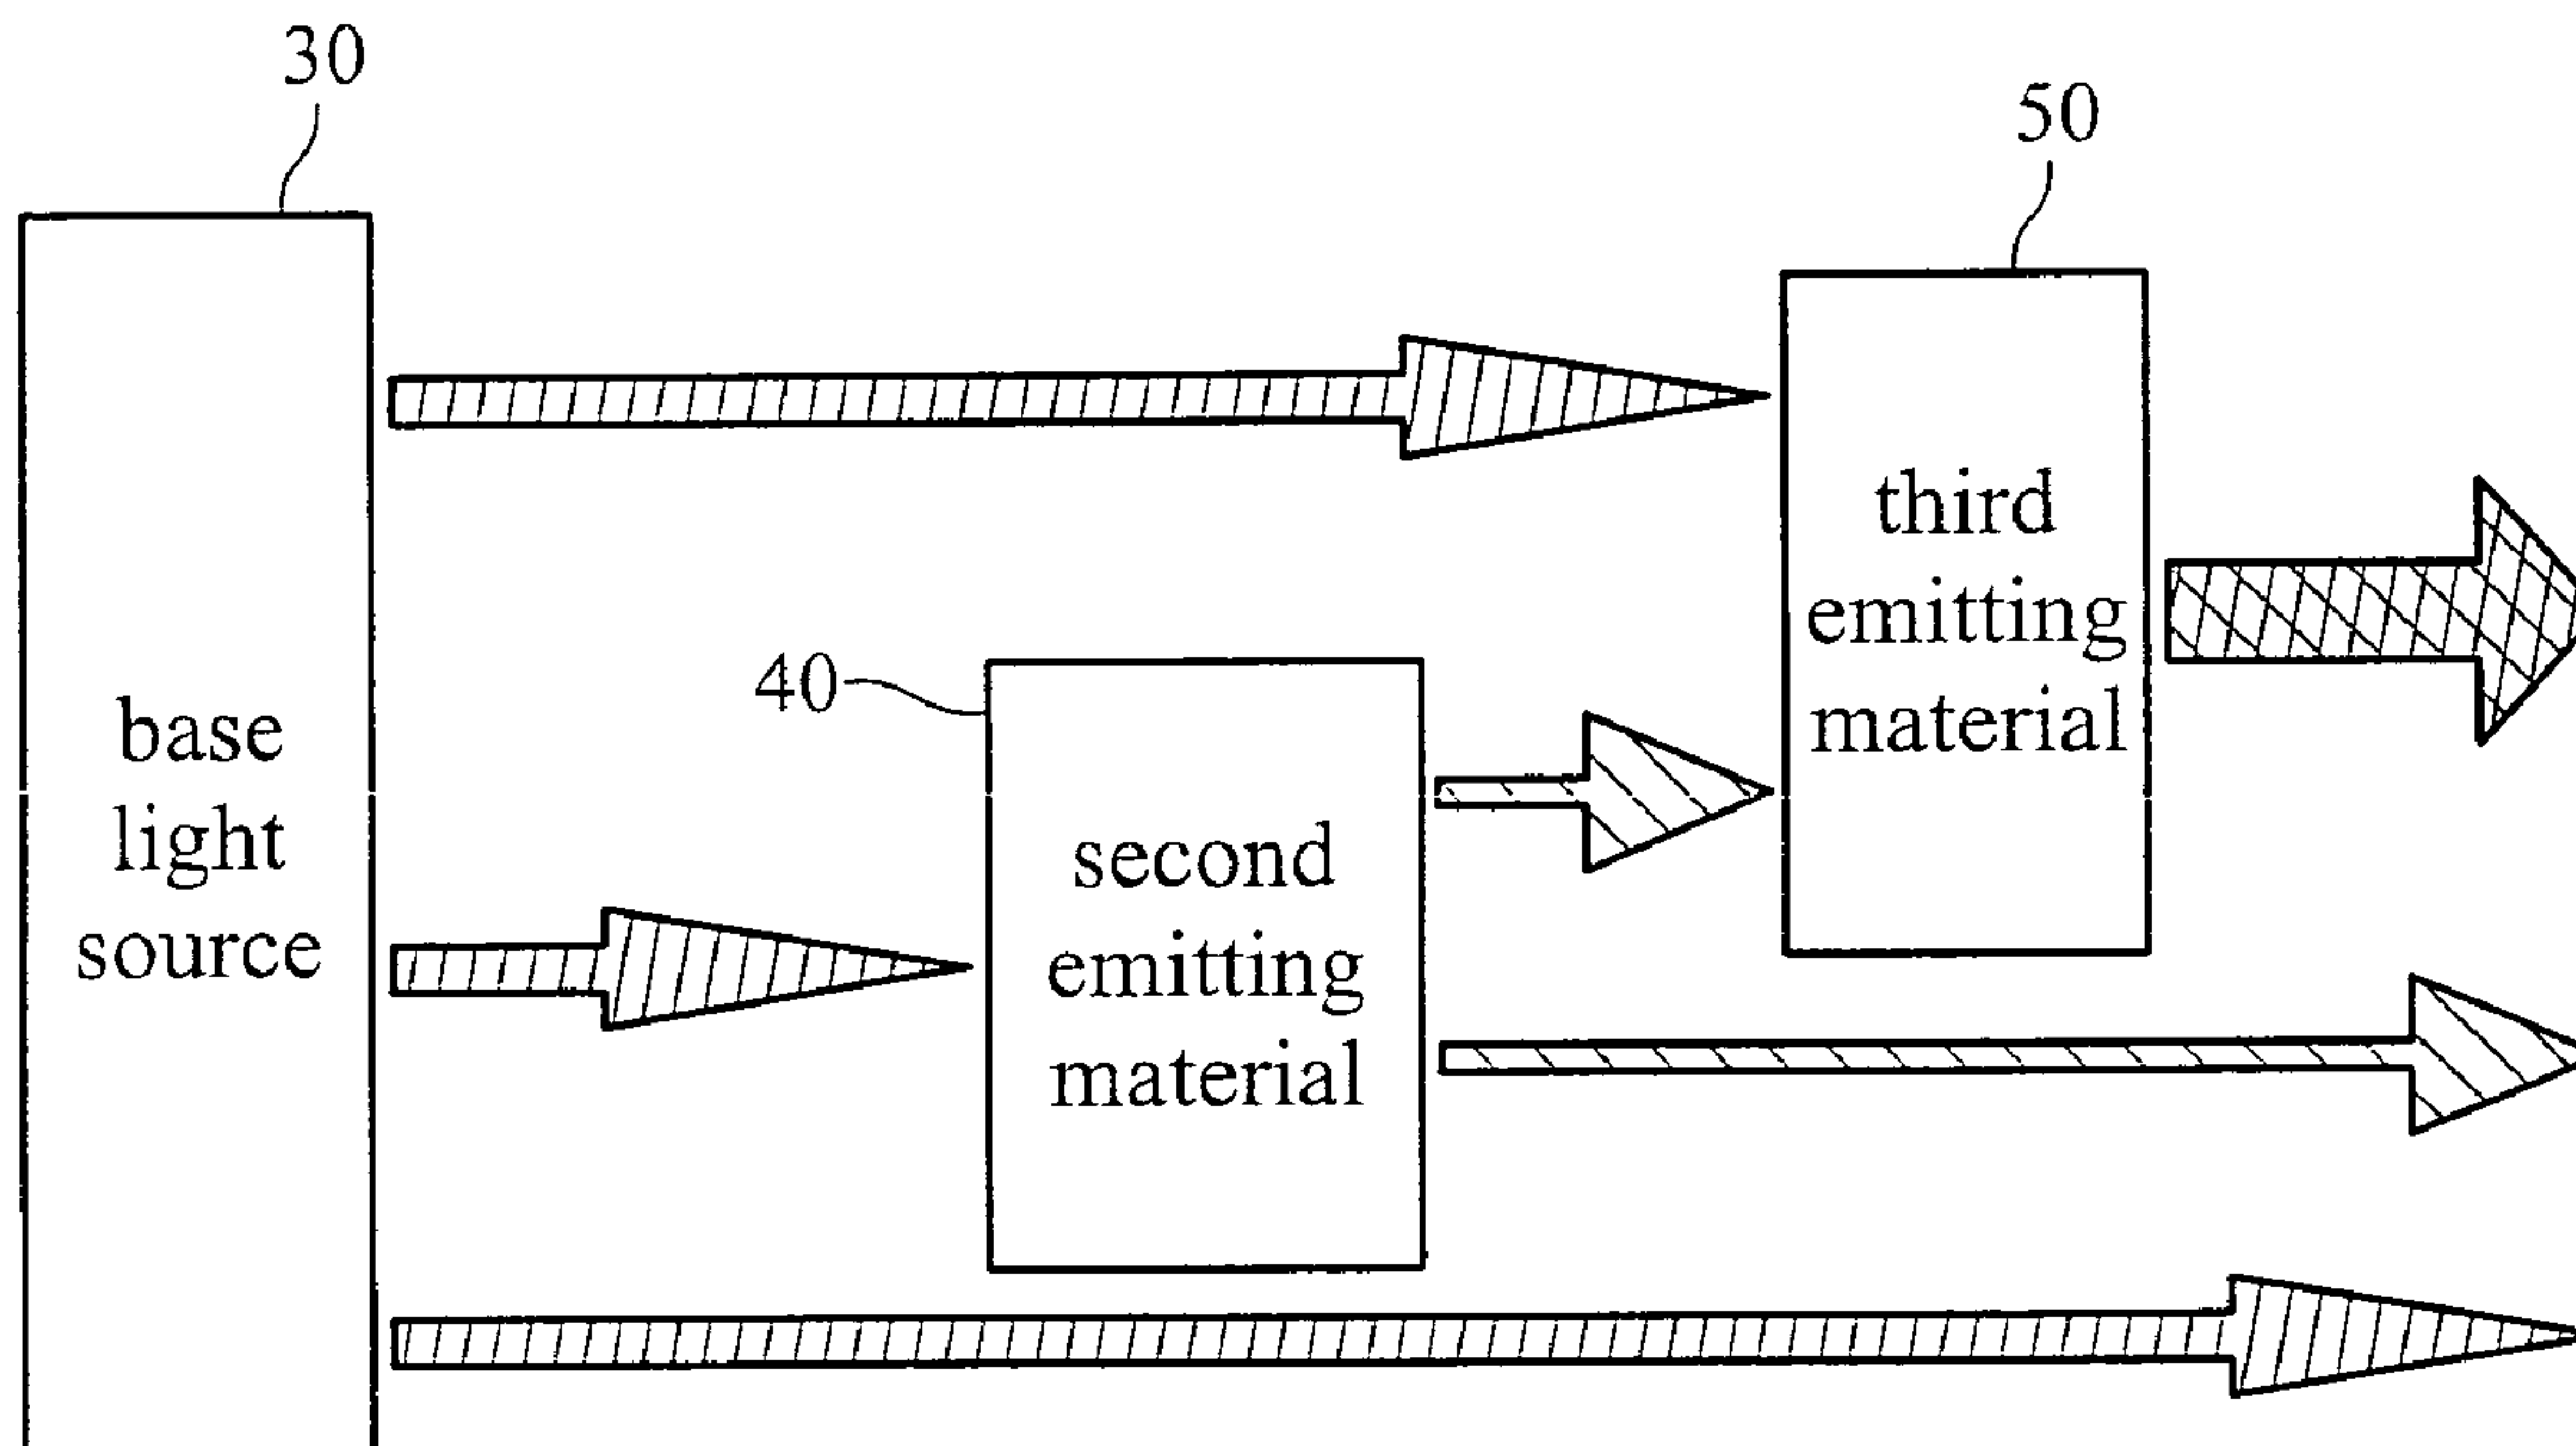 30
50
third
emitting
material
40
base
light
source
second
emitting
material